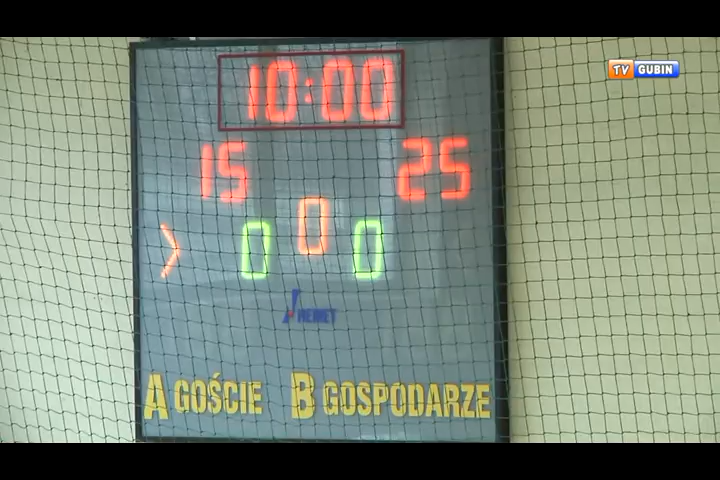 TV GUBIN
10:00
15 25
0
0 0
NEMET
A GOŚCIE B GOSPODARZE